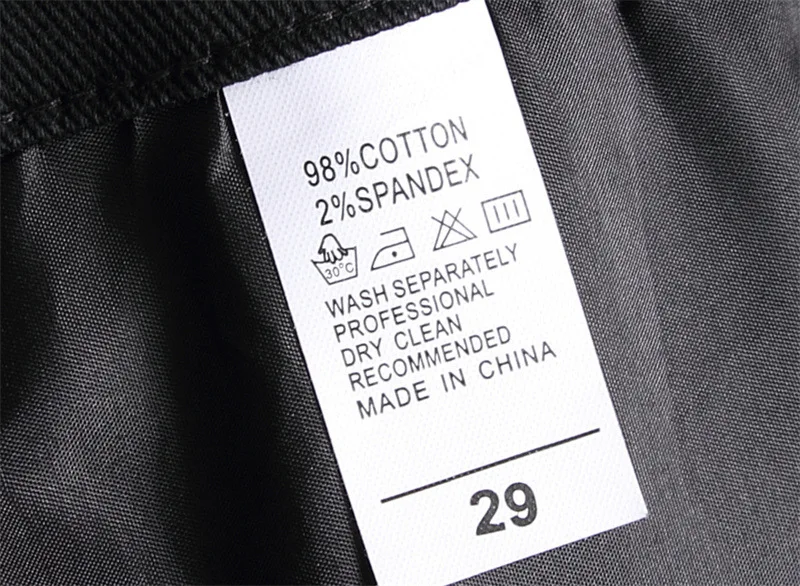 98%COTTON
2%SPANDEX
30°C
WASH SEPARATELY
PROFESSIONAL
DRY CLEAN
RECOMMENDED
MADE IN CHINA
29